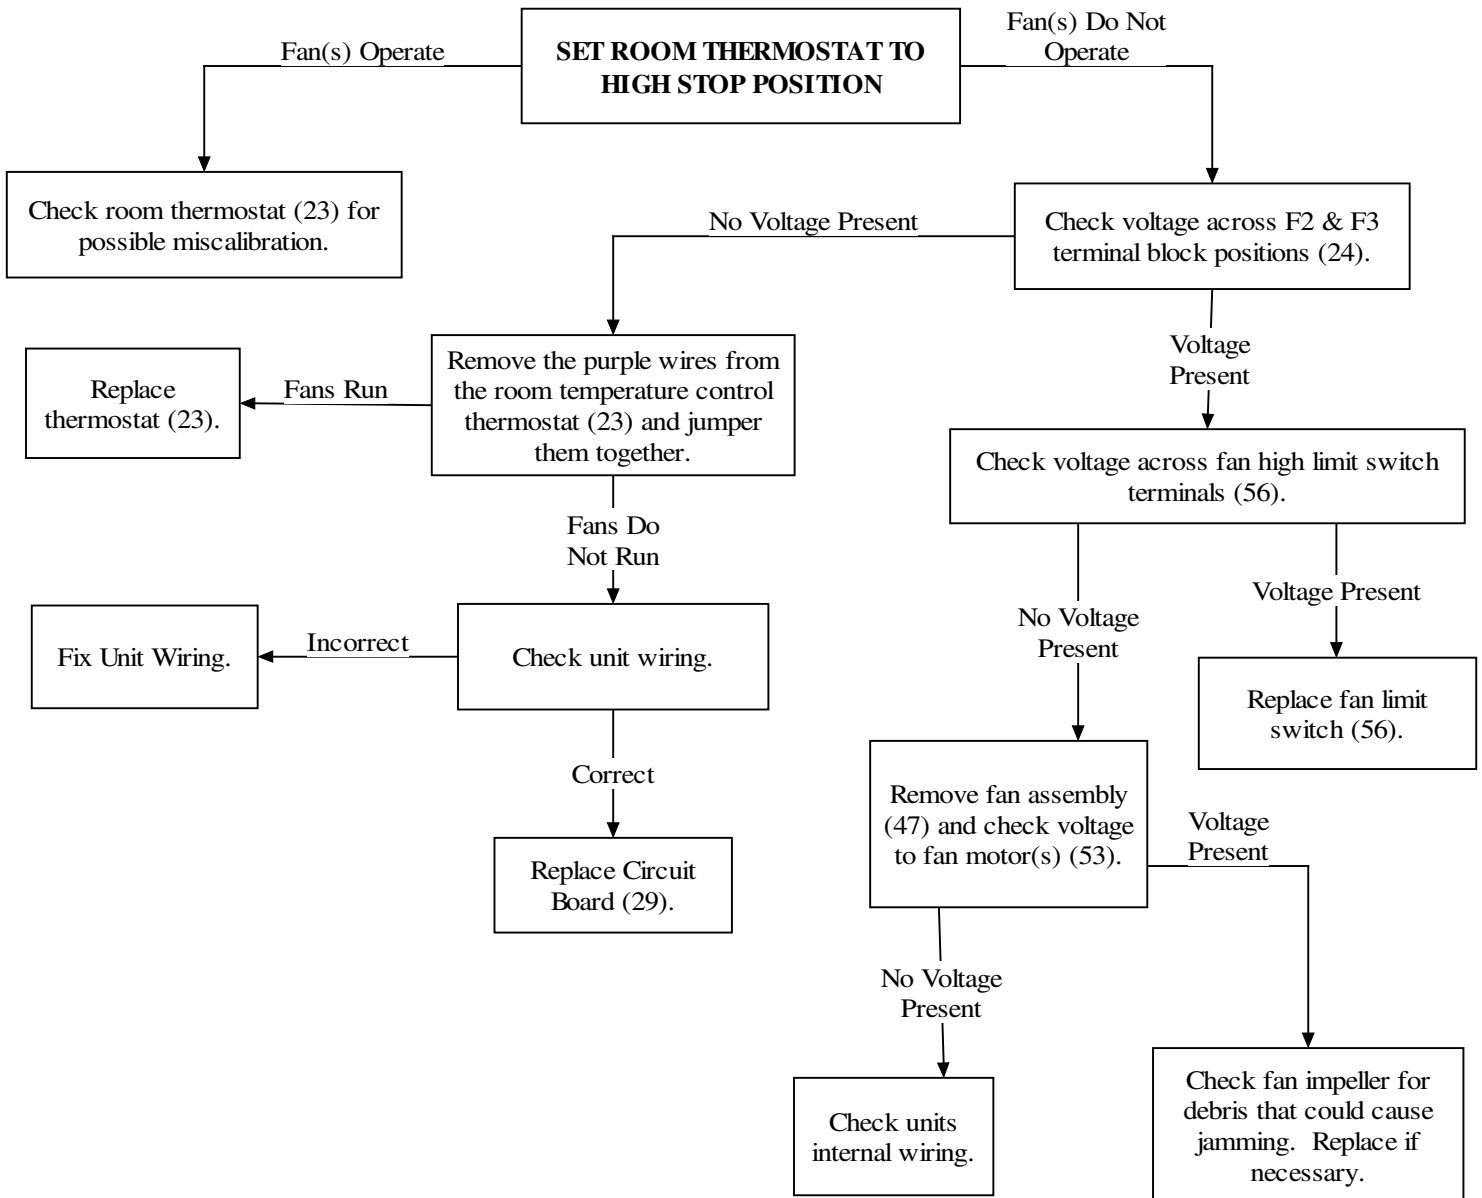 Fan(s) Operate
SET ROOM THERMOSTAT TO
HIGH STOP POSITION
Fan(s) Do Not
Operate
Check room thermostat (23) for
possible miscalibration.
No Voltage Present
Check voltage across F2 & F3
terminal block positions (24).
Replace
thermostat (23).
Fans Run
Remove the purple wires from
the room temperature control
thermostat (23) and jumper
them together.
Voltage
Present
Check voltage across fan high limit switch
terminals (56).
Fans Do
Not Run
Fix Unit Wiring.
Incorrect
Check unit wiring.
No Voltage
Present
Voltage Present
Replace fan limit
switch (56).
Correct
Replace Circuit
Board (29).
Remove fan assembly
(47) and check voltage
to fan motor(s) (53).
Voltage
Present
No Voltage
Present
Check units
internal wiring.
Check fan impeller for
debris that could cause
jamming.  Replace if
necessary.